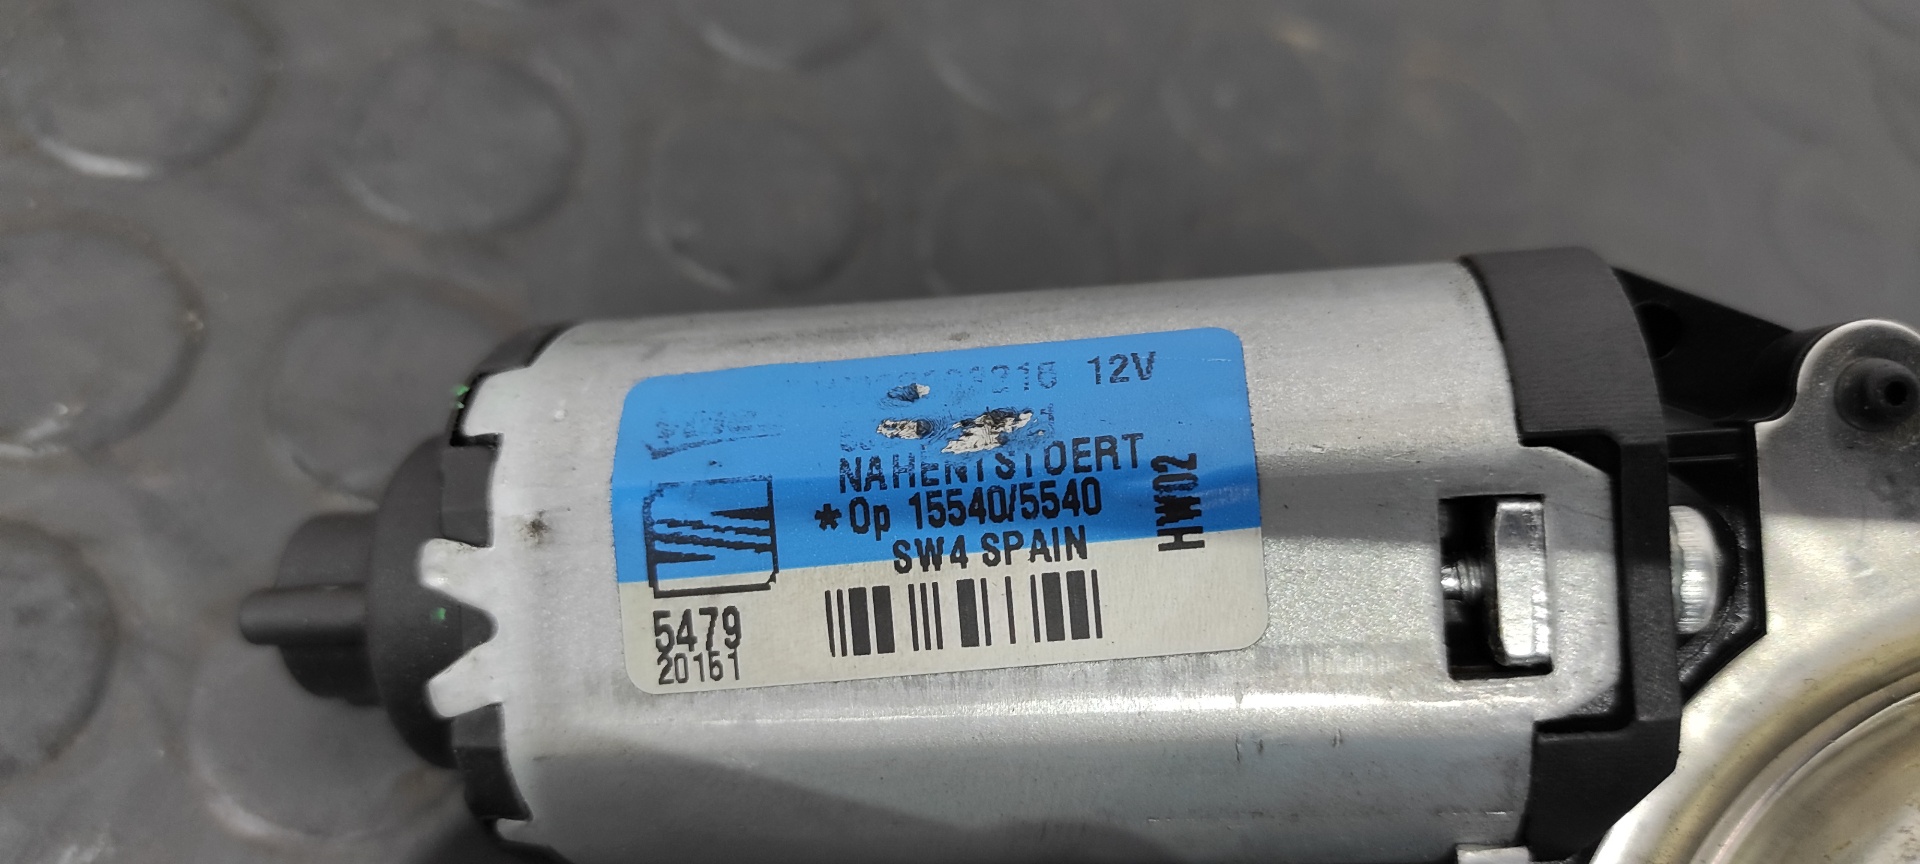 12V
NAHENTSTOERT
*Op 15540/5540
SW4 SPAIN
HW02
5479
20161